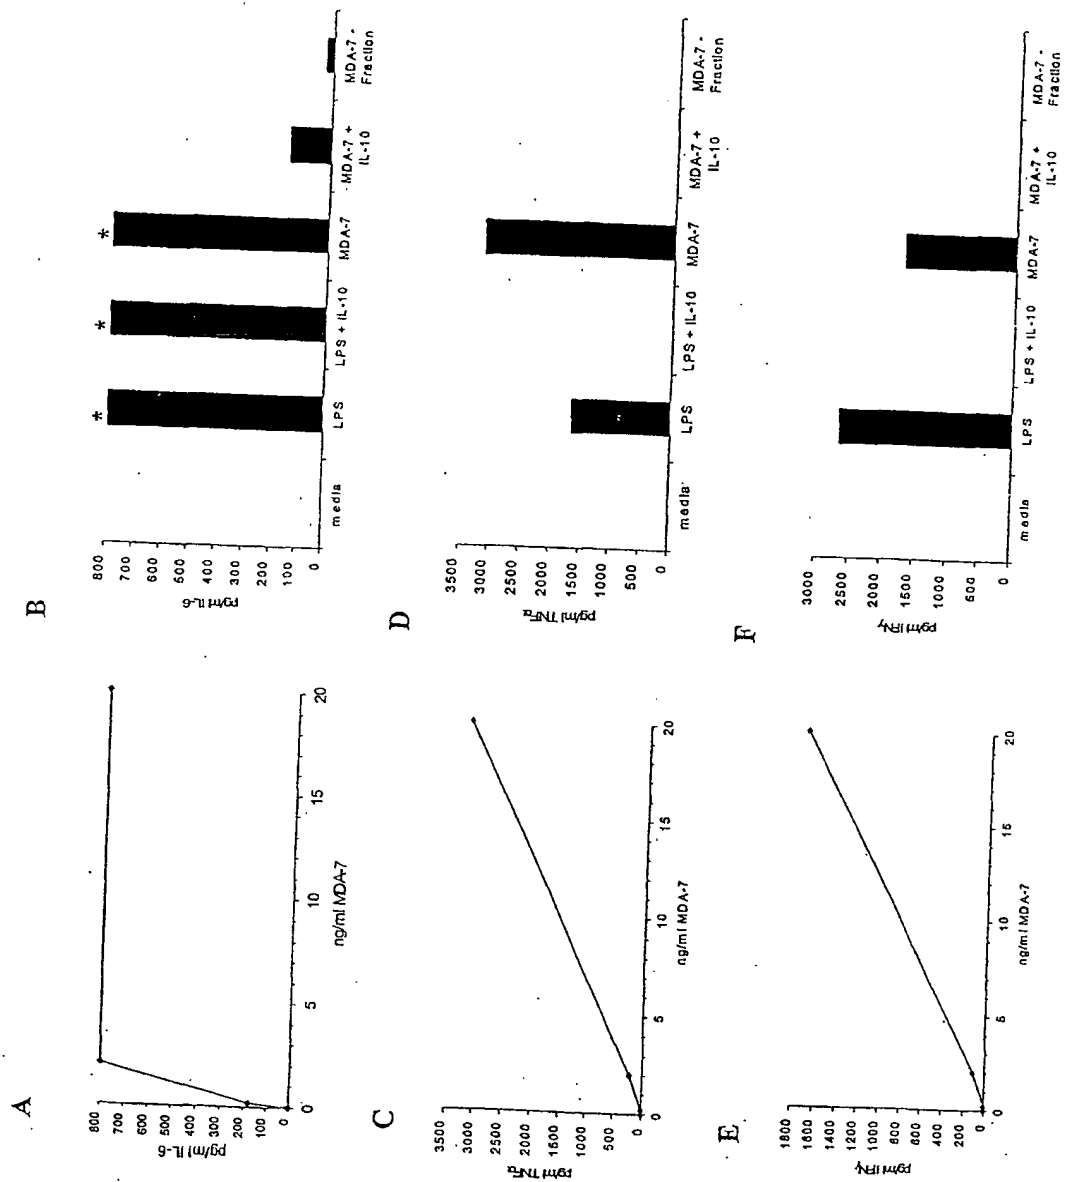 A
800
700
600
500
400
300
200
100
0
pg/ml IL-6
0
5
10
15
20
ng/ml MDA-7
B
800
700
600
500
400
300
200
100
0
pg/ml IL-6
media
LPS
LPS + IL-10
MDA-7
MDA-7 +
IL-10
MDA-7 -
Fraction
*
*
*
C
3500
3000
2500
2000
1500
1000
500
0
pg/ml TNFα
0
5
10
15
20
ng/ml MDA-7
D
3500
3000
2500
2000
1500
1000
500
0
pg/ml TNFα
media
LPS
LPS + IL-10
MDA-7
MDA-7 +
IL-10
MDA-7 -
Fraction
E
1800
1600
1400
1200
1000
800
600
400
200
0
pg/ml IFNγ
0
5
10
15
20
ng/ml MDA-7
F
3000
2500
2000
1500
1000
500
0
pg/ml IFNγ
media
LPS
LPS + IL-10
MDA-7
MDA-7 +
IL-10
MDA-7 -
Fraction